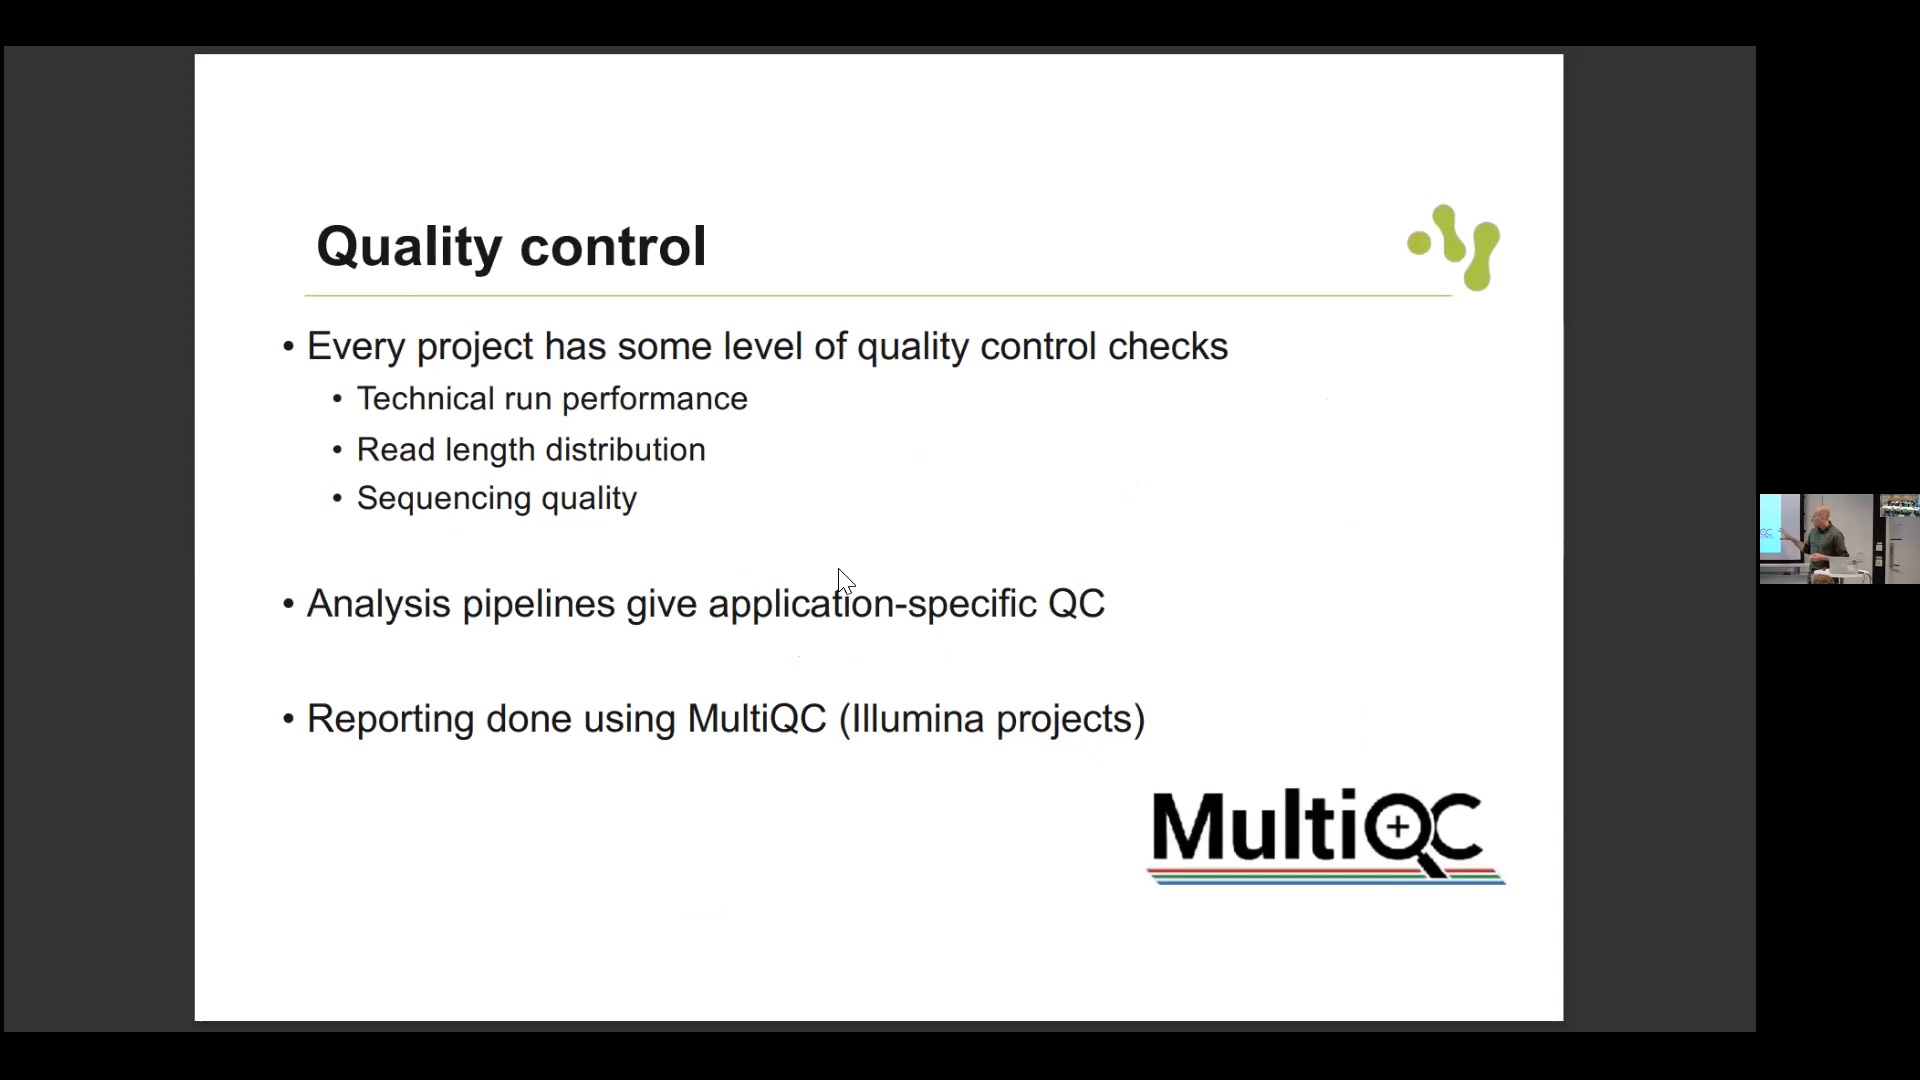 Quality control
• Every project has some level of quality control checks
• Technical run performance
• Read length distribution
• Sequencing quality
• Analysis pipelines give application-specific QC
• Reporting done using MultiQC (Illumina projects)
MultiQC
QC